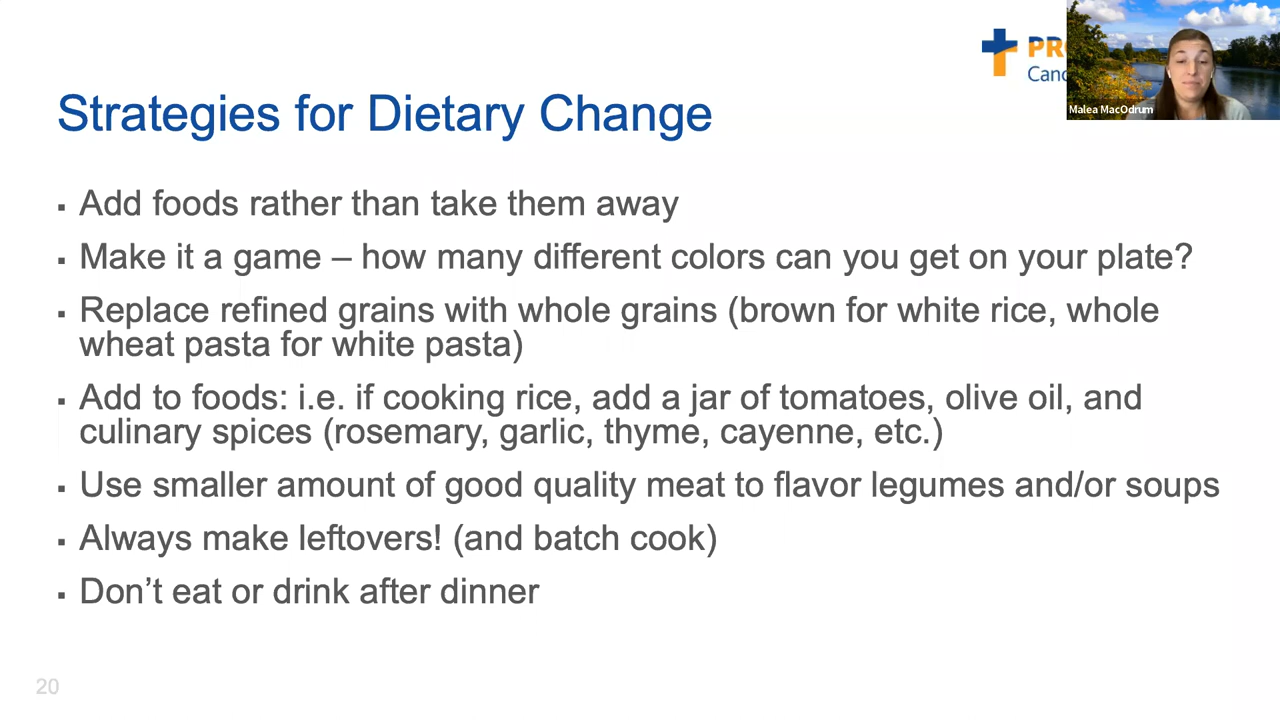 Malea MacOdrum
Strategies for Dietary Change
▪ Add foods rather than take them away
▪ Make it a game – how many different colors can you get on your plate?
▪ Replace refined grains with whole grains (brown for white rice, whole
wheat pasta for white pasta)
▪ Add to foods: i.e. if cooking rice, add a jar of tomatoes, olive oil, and
culinary spices (rosemary, garlic, thyme, cayenne, etc.)
▪ Use smaller amount of good quality meat to flavor legumes and/or soups
▪ Always make leftovers! (and batch cook)
▪ Don’t eat or drink after dinner
20